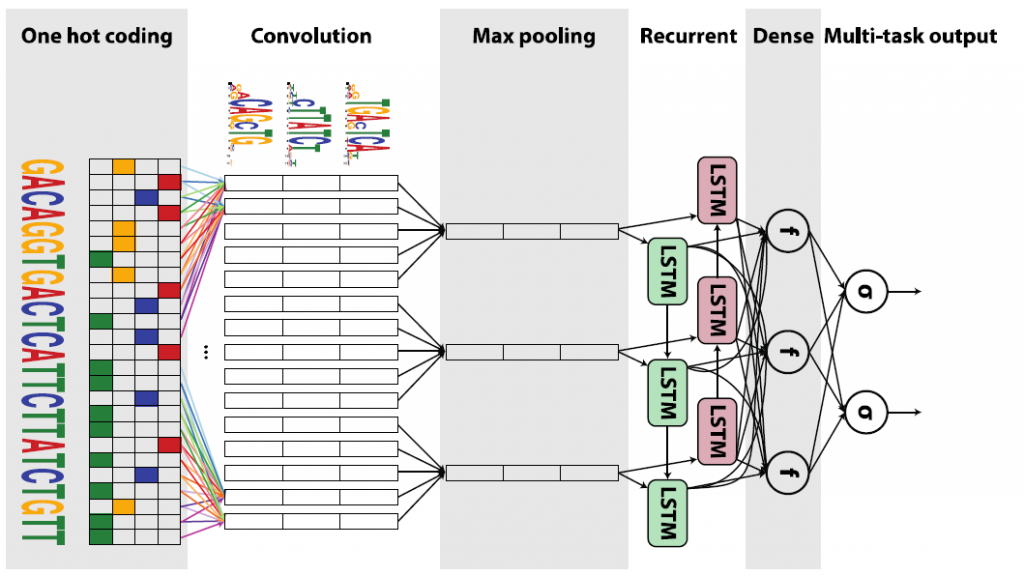 One hot coding
Convolution
Max pooling
Recurrent
Dense
Multi-task output
GACAGGTGACTCATTCTTATCTGTT
...
LSTM
LSTM
LSTM
LSTM
LSTM
LSTM
f
f
f
σ
σ